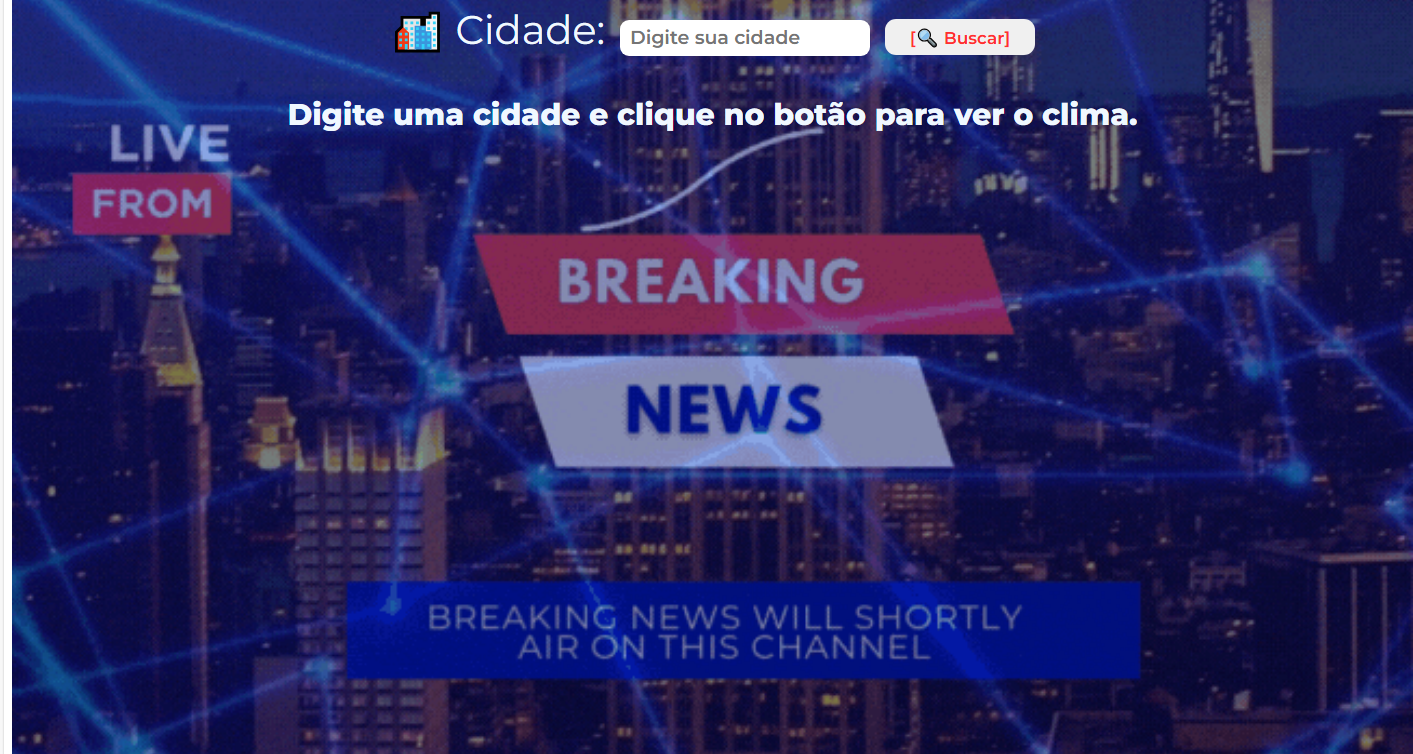 Cidade: Digite sua cidade [🔍 Buscar]
Digite uma cidade e clique no botão para ver o clima.
LIVE
FROM
BREAKING
NEWS
BREAKING NEWS WILL SHORTLY
AIR ON THIS CHANNEL